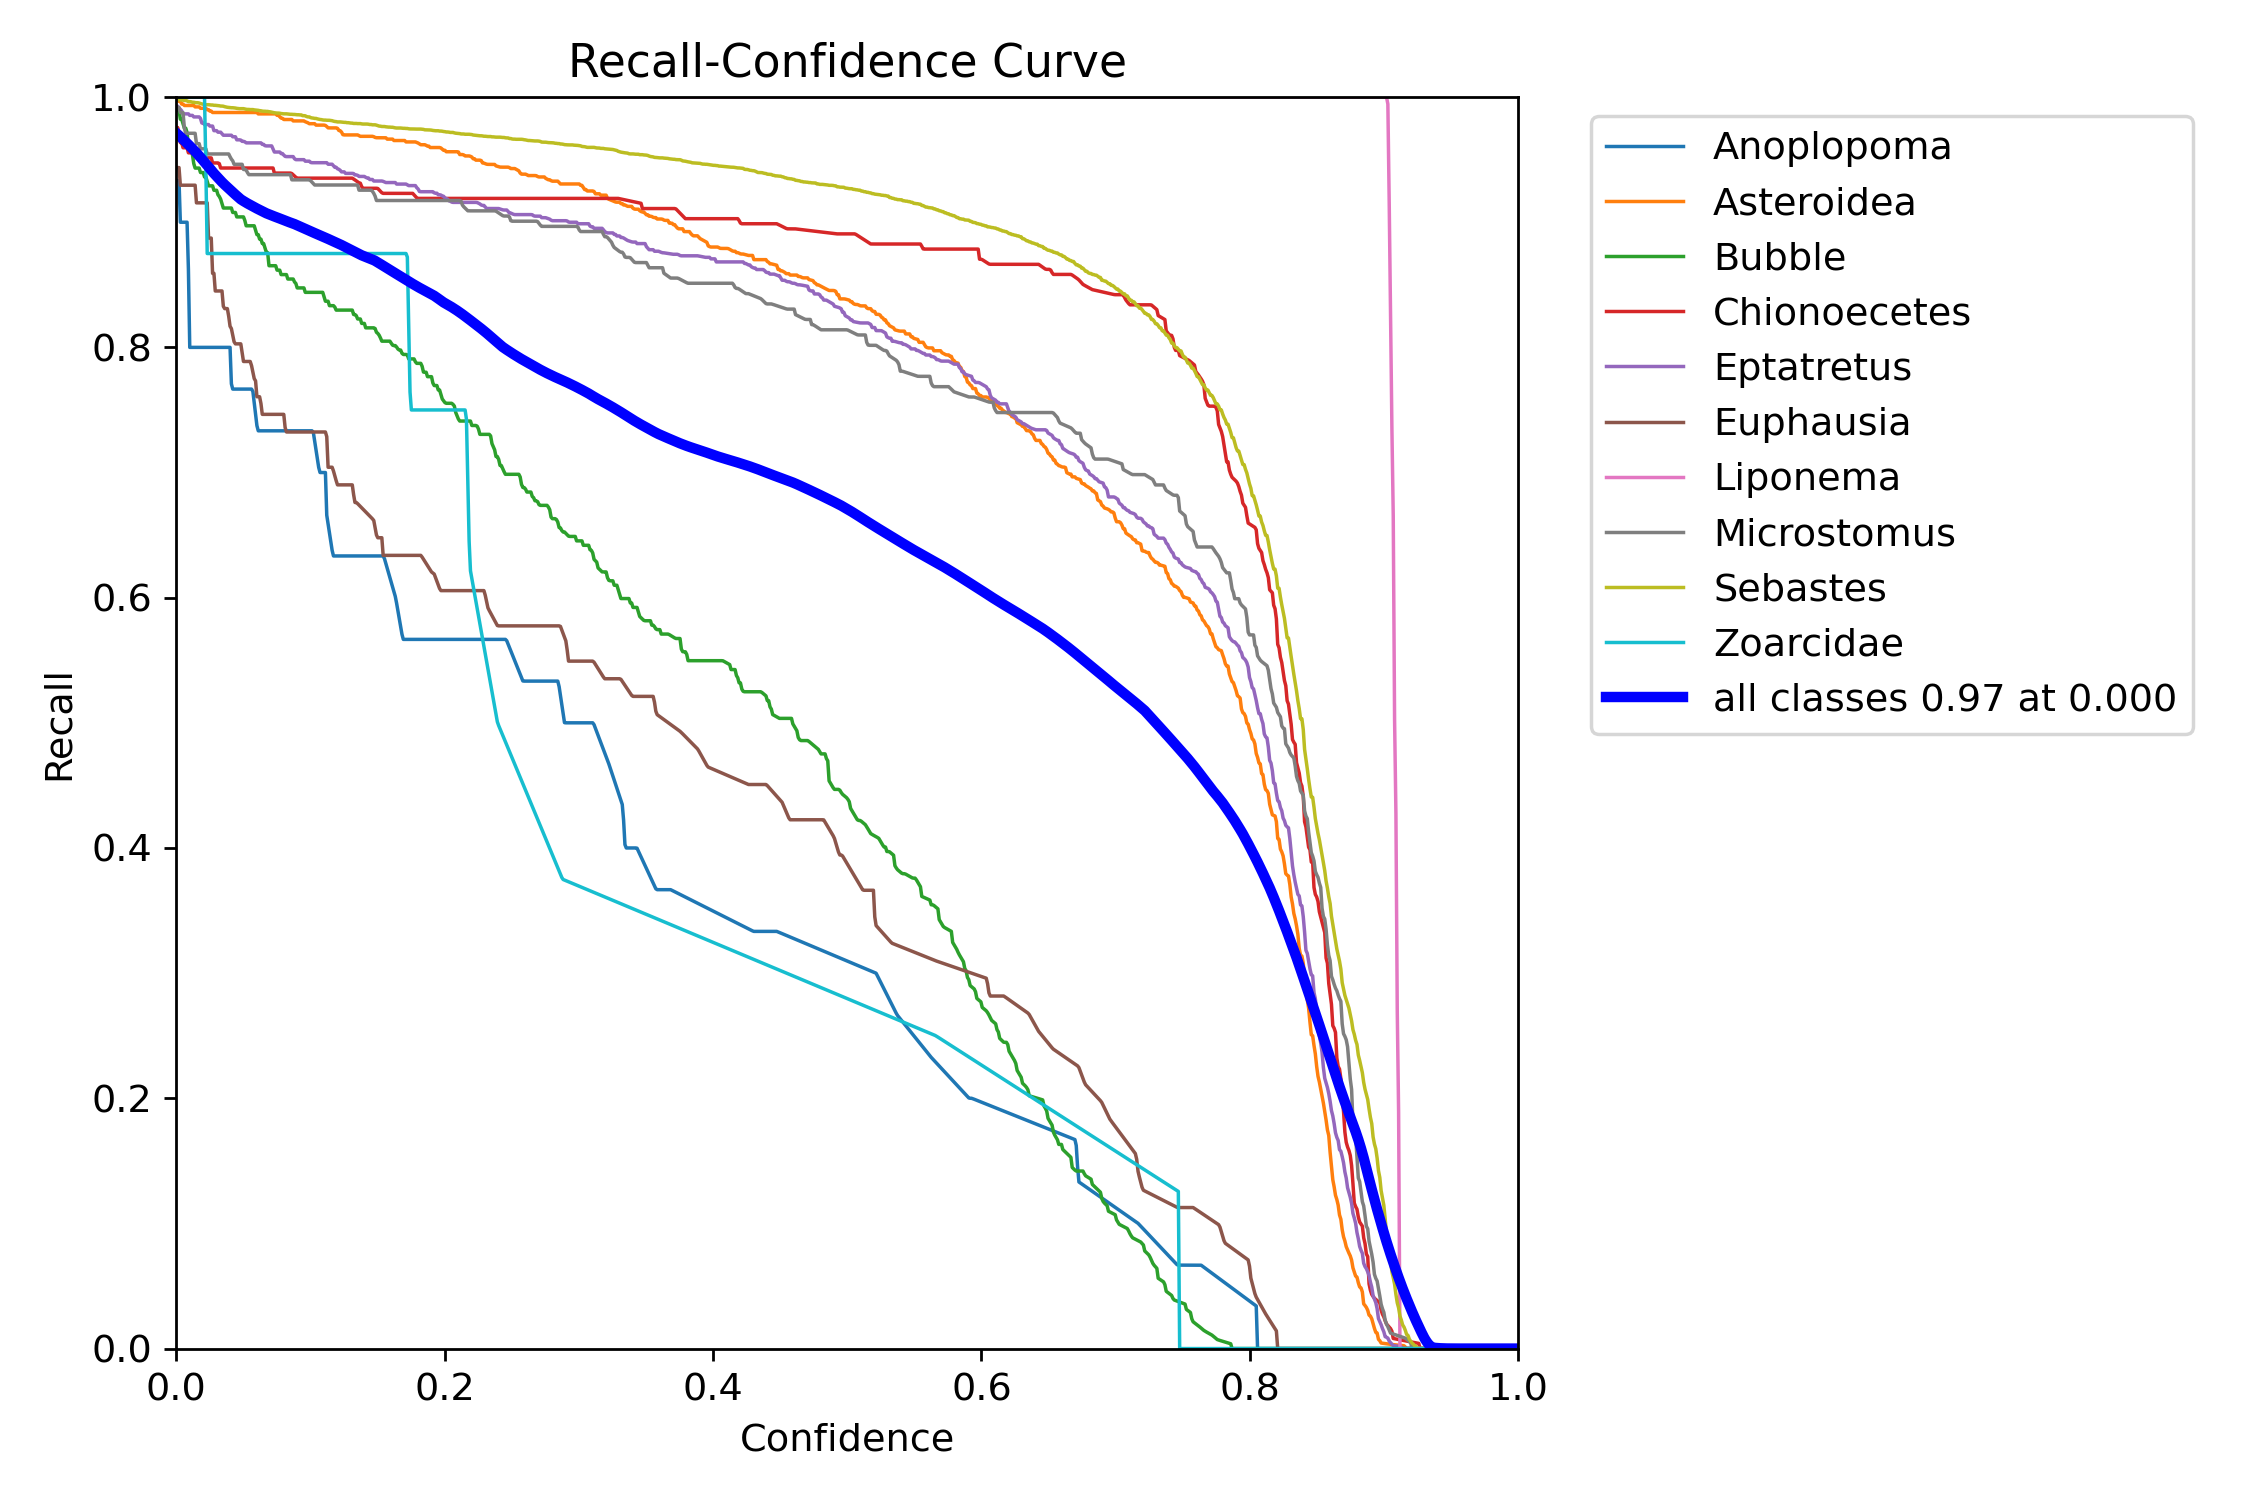 Recall-Confidence Curve
1.0
0.8
0.6
0.4
0.2
0.0
Recall
0.0 0.2 0.4 0.6 0.8 1.0
Confidence
Anoplopoma
Asteroidea
Bubble
Chionoecetes
Eptatretus
Euphausia
Liponema
Microstomus
Sebastes
Zoarcidae
all classes 0.97 at 0.000